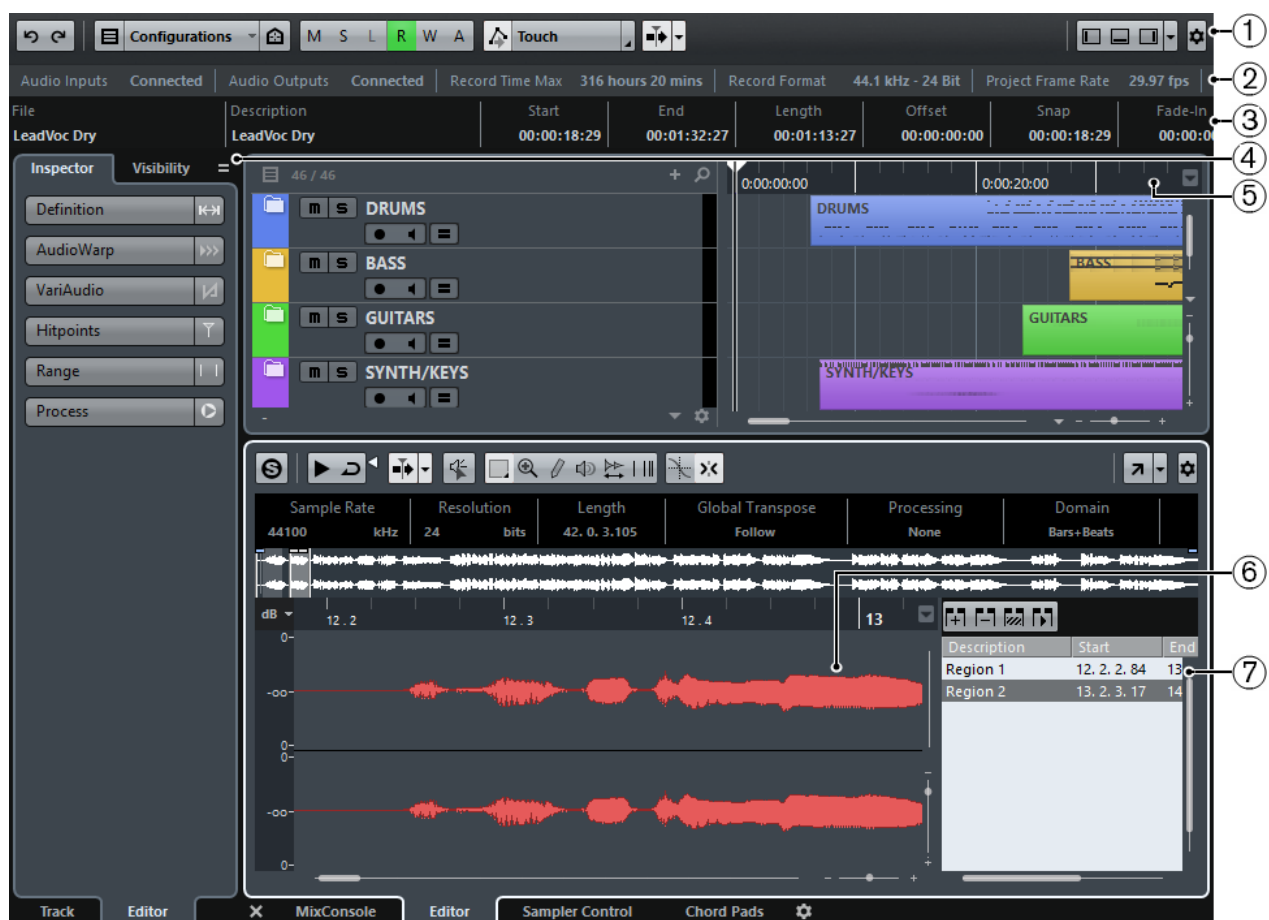 Configurations M S L R W A Touch 1
Audio Inputs Connected Audio Outputs Connected Record Time Max 316 hours 20 mins Record Format 44.1 kHz - 24 Bit Project Frame Rate 29.97 fps 2
File Description Start End Length Offset Snap Fade-In 3
LeadVoc Dry LeadVoc Dry 00:00:18:29 00:01:32:27 00:01:13:27 00:00:00:00 00:00:18:29 00:00:0
Inspector Visibility 4
46 / 46 0:00:00:00 0:00:20:00 5
Definition m s DRUMS DRUMS
AudioWarp
VariAudio m s BASS BASS
Hitpoints m s GUITARS GUITARS
Range m s SYNTH/KEYS SYNTH/KEYS
Process
S
Sample Rate Resolution Length Global Transpose Processing Domain
44100 kHz 24 bits 42. 0. 3.105 Follow None Bars+Beats
6
dB 12 . 2 12 . 3 12 . 4 13
0
Description Start End
Region 1 12. 2. 2. 84 13 7
-oo Region 2 13. 2. 3. 17 14
0
0
-oo
0
Track Editor MixConsole Editor Sampler Control Chord Pads